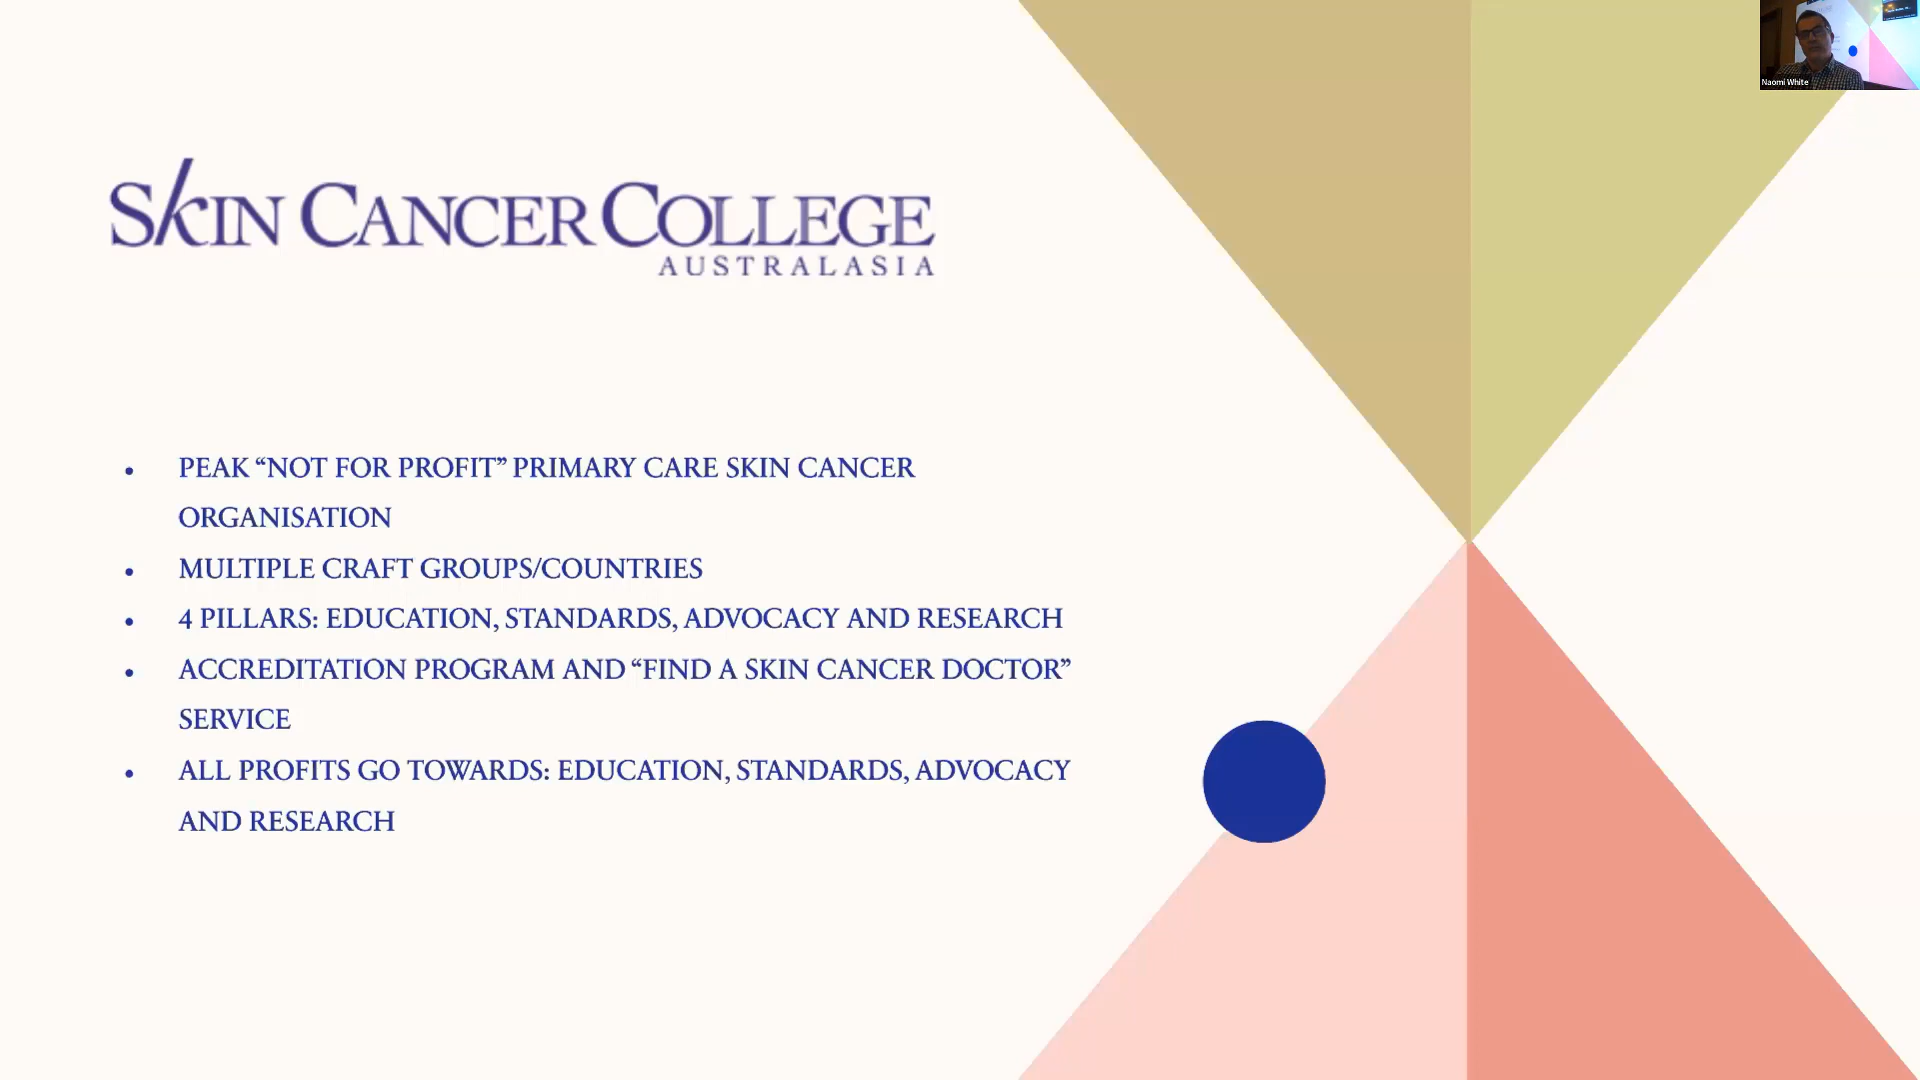 SkIN CANCER COLLEGE
AUSTRALASIA
• PEAK “NOT FOR PROFIT” PRIMARY CARE SKIN CANCER
ORGANISATION
• MULTIPLE CRAFT GROUPS/COUNTRIES
• 4 PILLARS: EDUCATION, STANDARDS, ADVOCACY AND RESEARCH
• ACCREDITATION PROGRAM AND “FIND A SKIN CANCER DOCTOR”
SERVICE
• ALL PROFITS GO TOWARDS: EDUCATION, STANDARDS, ADVOCACY
AND RESEARCH
Naomi White